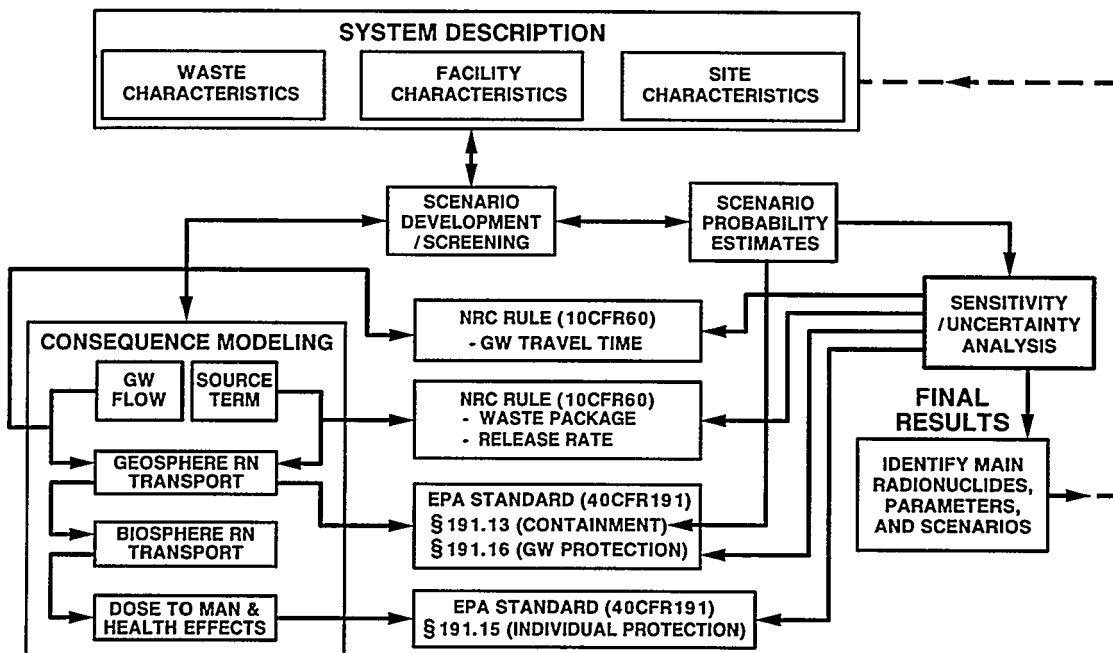 SYSTEM DESCRIPTION
WASTE
CHARACTERISTICS
FACILITY
CHARACTERISTICS
SITE
CHARACTERISTICS
SCENARIO
DEVELOPMENT
/SCREENING
SCENARIO
PROBABILITY
ESTIMATES
SENSITIVITY
/UNCERTAINTY
ANALYSIS
NRC RULE (10CFR60)
- GW TRAVEL TIME
CONSEQUENCE MODELING
GW
FLOW
SOURCE
TERM
NRC RULE (10CFR60)
- WASTE PACKAGE
- RELEASE RATE
FINAL
RESULTS
GEOSPHERE RN
TRANSPORT
IDENTIFY MAIN
RADIONUCLIDES,
PARAMETERS,
AND SCENARIOS
EPA STANDARD (40CFR191)
§ 191.13 (CONTAINMENT)
§ 191.16 (GW PROTECTION)
BIOSPHERE RN
TRANSPORT
DOSE TO MAN &
HEALTH EFFECTS
EPA STANDARD (40CFR191)
§ 191.15 (INDIVIDUAL PROTECTION)